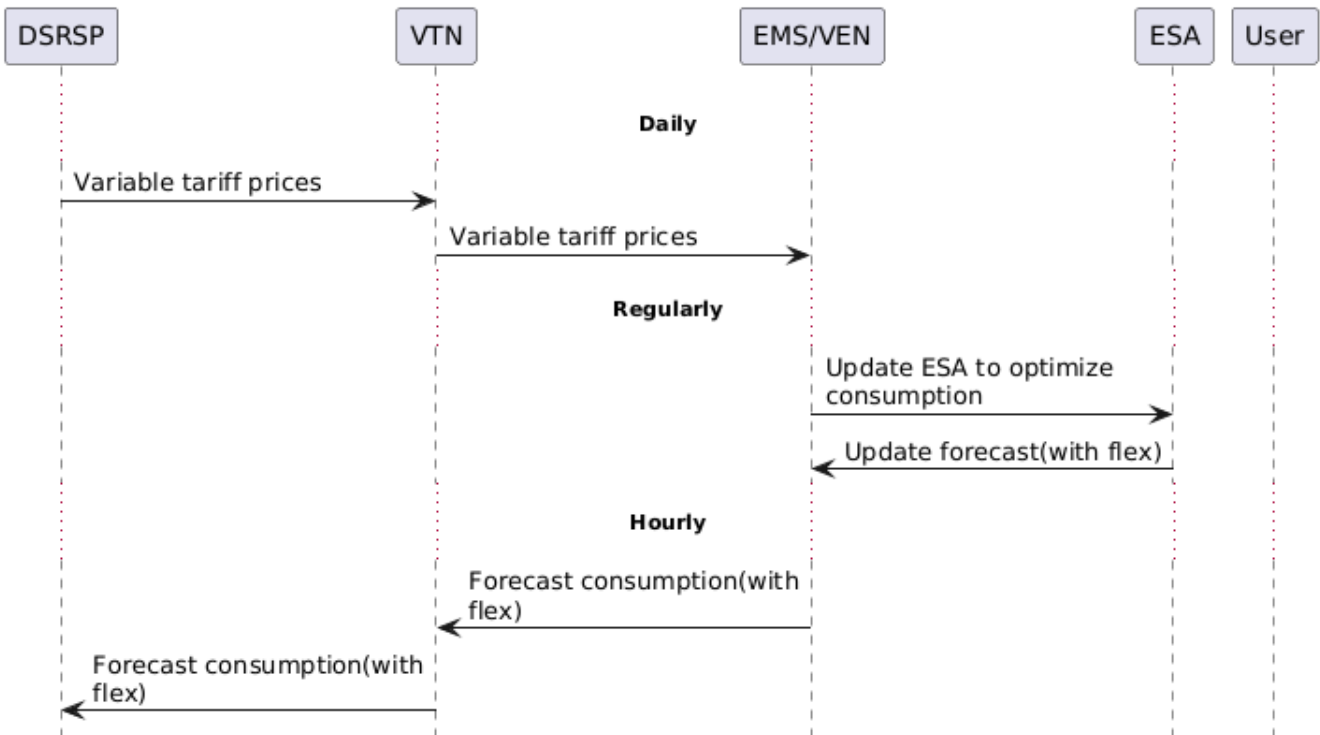 DSRSP VTN EMS/VEN ESA User
Daily
Variable tariff prices
Variable tariff prices
Regularly
Update ESA to optimize
consumption
Update forecast(with flex)
Hourly
Forecast consumption(with
flex)
Forecast consumption(with
flex)